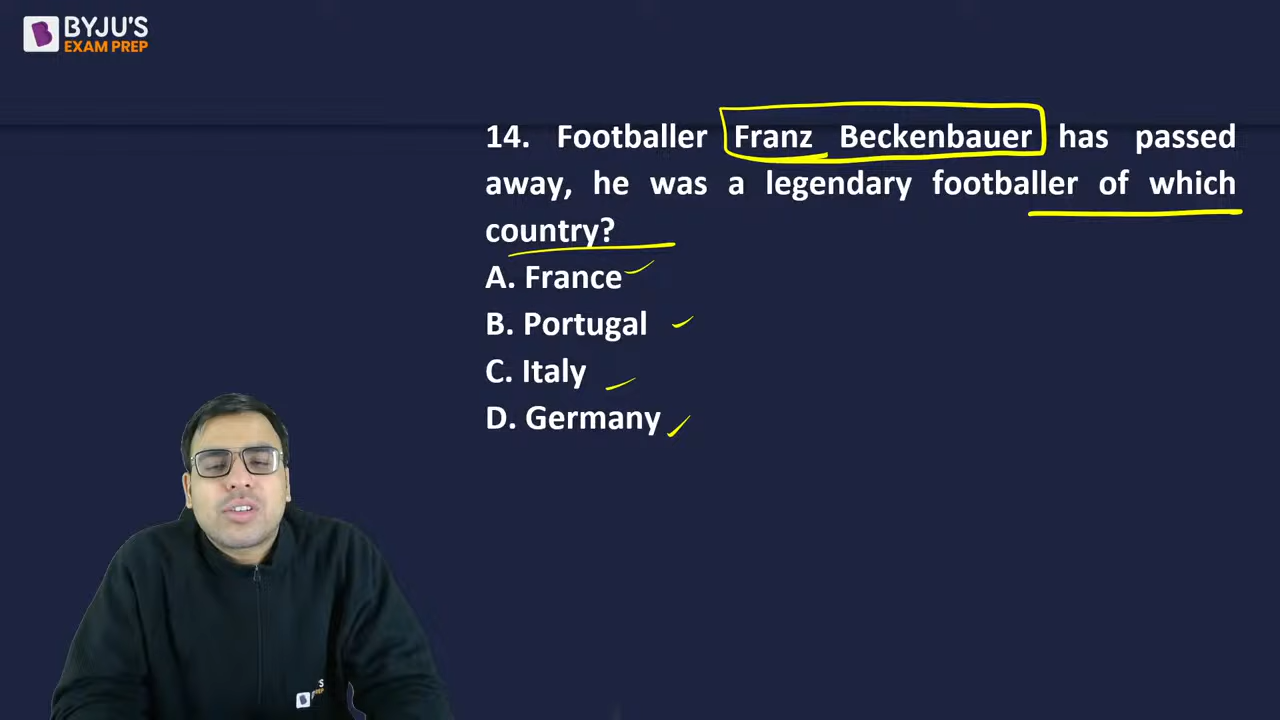 BYJU'S
EXAM PREP
14. Footballer Franz Beckenbauer has passed
away, he was a legendary footballer of which
country?
A. France
B. Portugal
C. Italy
D. Germany